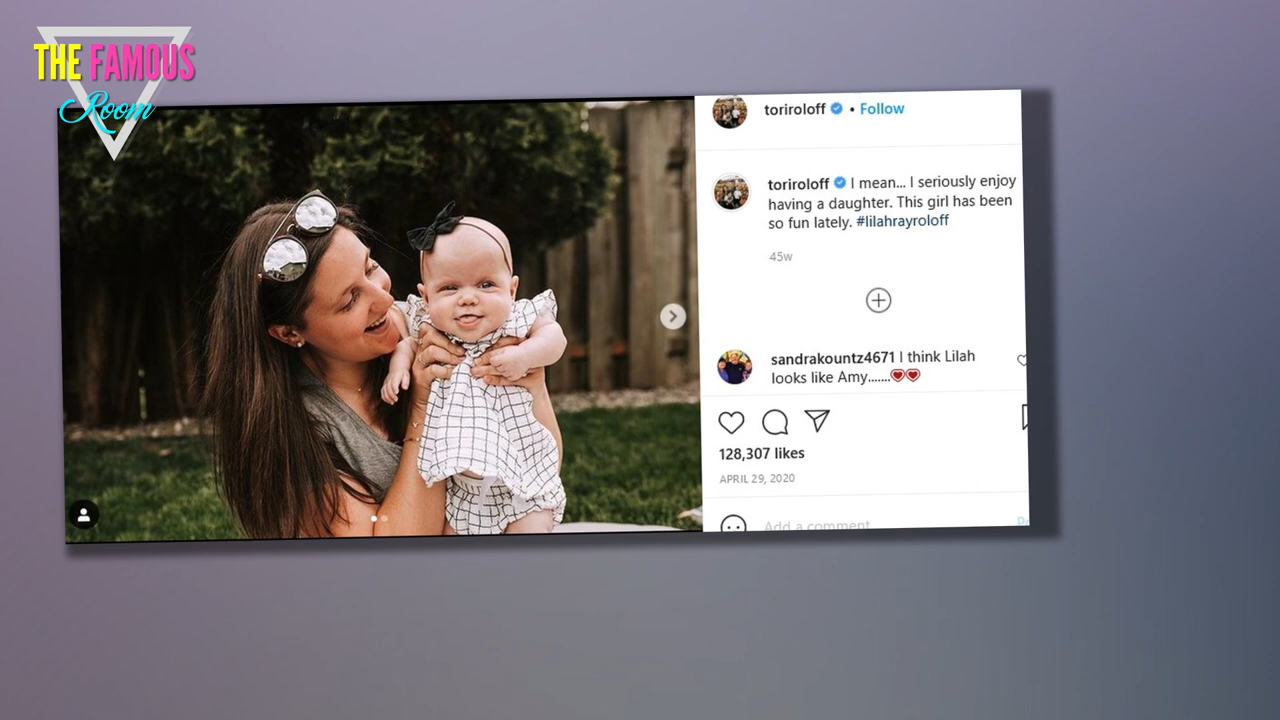 THE FAMOUS
Room
toriroloff • Follow
toriroloff I mean... I seriously enjoy
having a daughter. This girl has been
so fun lately. #lilahrayroloff
45w
sandrakountz4671 I think Lilah
looks like Amy.......💗💗
128,307 likes
APRIL 29, 2020
Add a comment